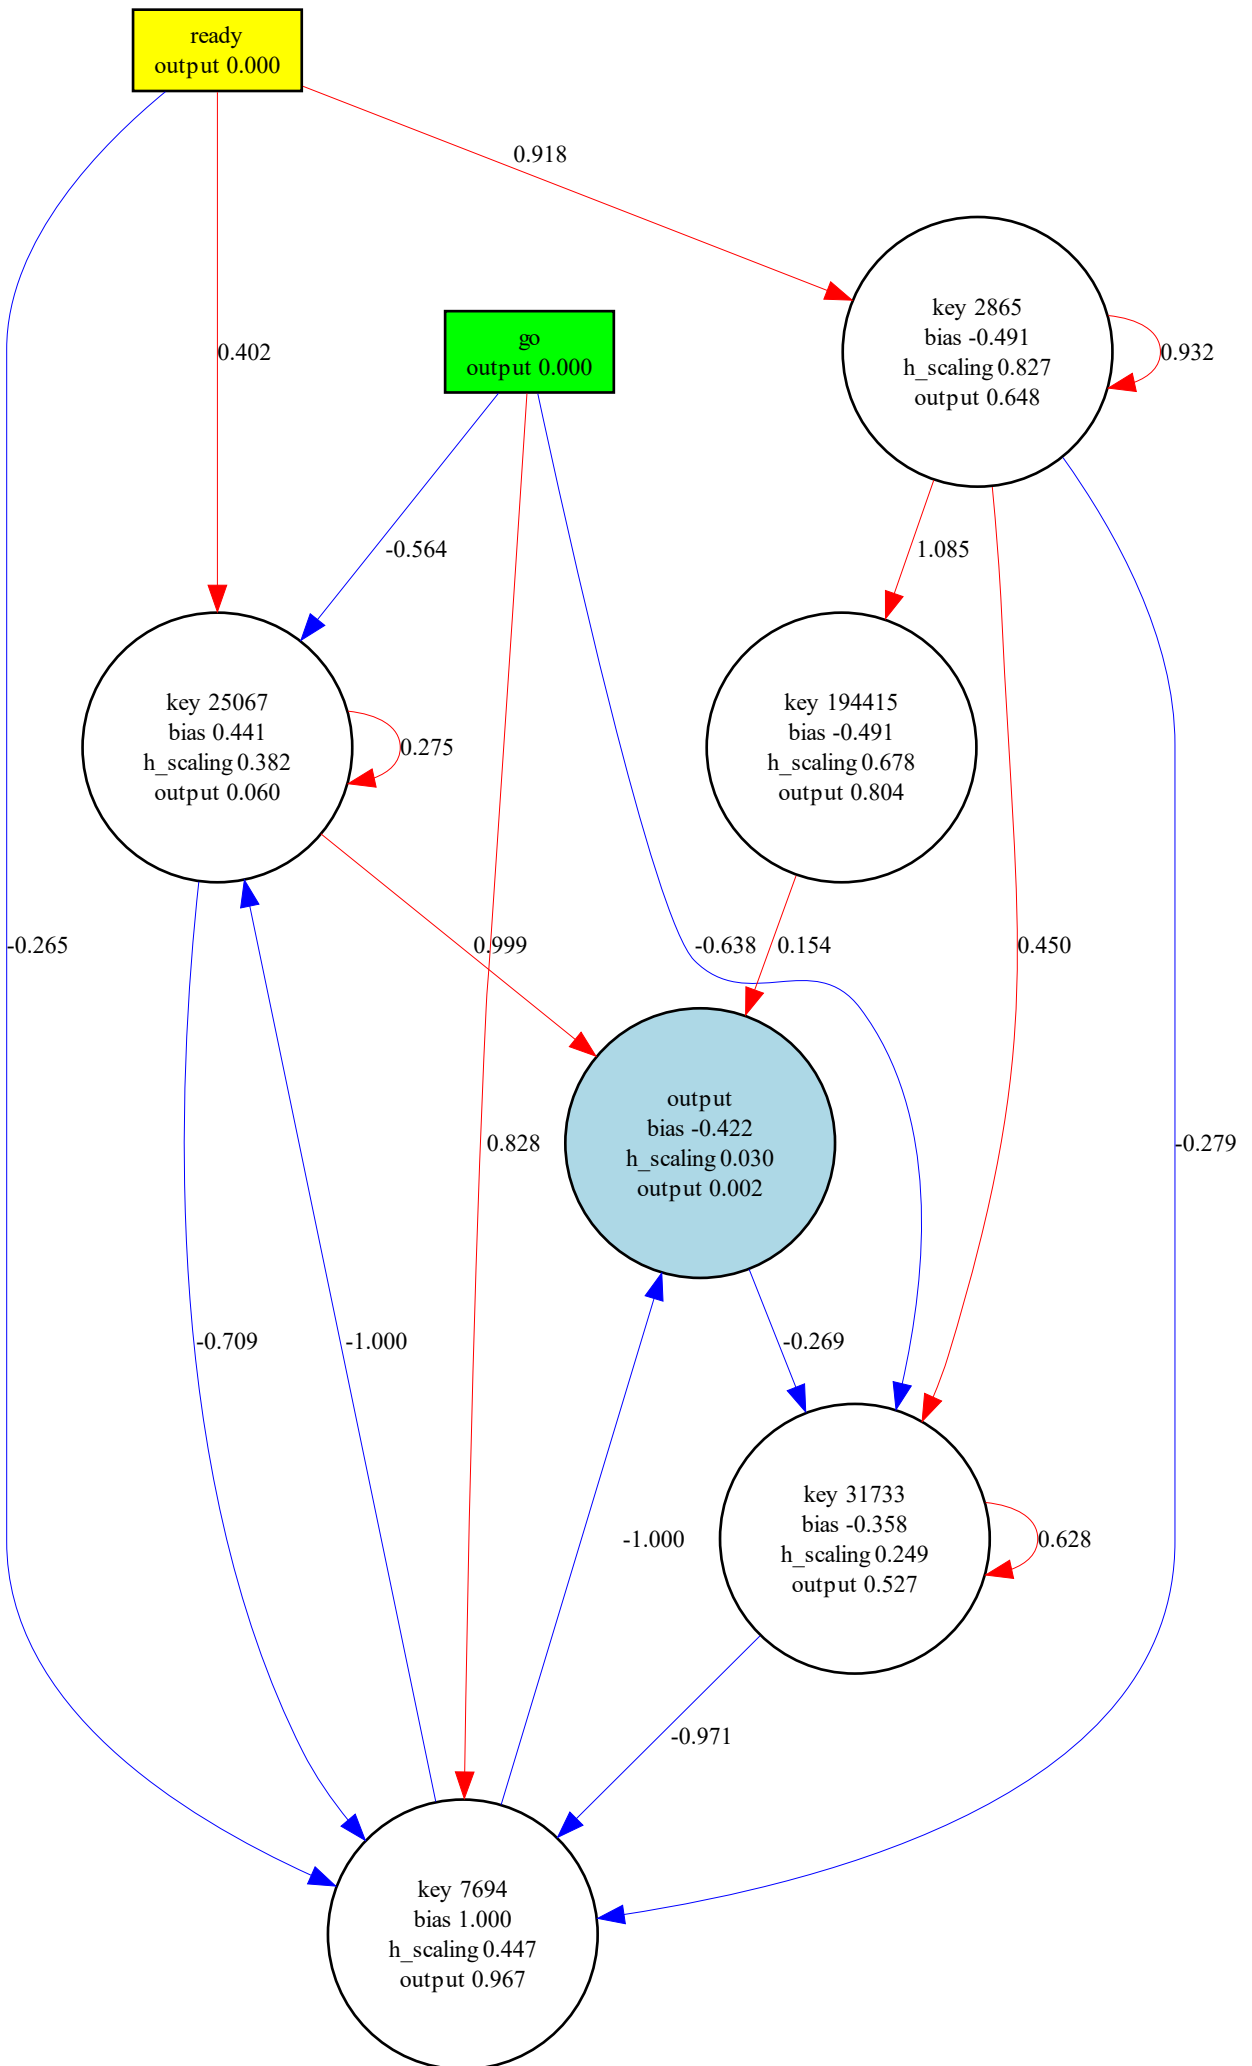 ready
output 0.000
0.918
key 2865
bias -0.491
h_scaling 0.827
output 0.648
0.932
go
output 0.000
0.402
-0.564
1.085
key 25067
bias 0.441
h_scaling 0.382
output 0.060
0.275
key 194415
bias -0.491
h_scaling 0.678
output 0.804
-0.265
0.999
-0.638
0.154
0.450
output
bias -0.422
h_scaling 0.030
output 0.002
0.828
-0.279
-0.709
-1.000
-0.269
key 31733
bias -0.358
h_scaling 0.249
output 0.527
0.628
-1.000
-0.971
key 7694
bias 1.000
h_scaling 0.447
output 0.967